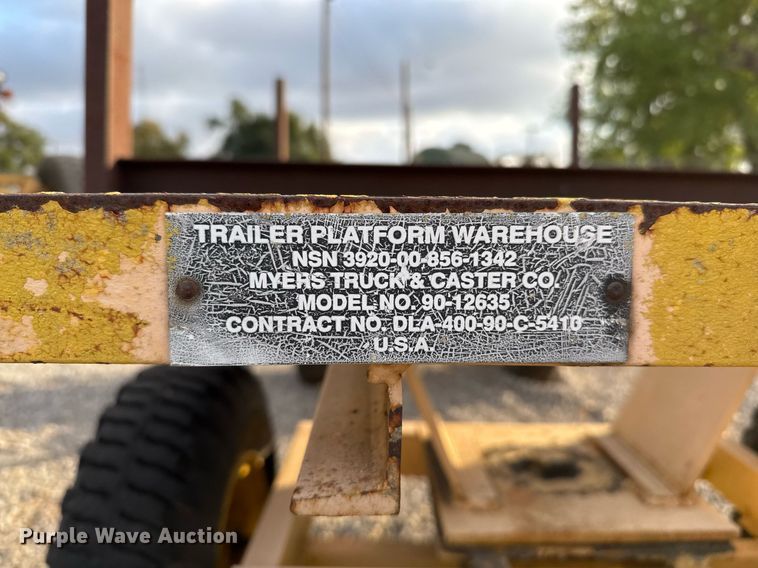 TRAILER PLATFORM WAREHOUSE
NSN 3920-00-856-1342
MYERS TRUCK & CASTER CO.
MODEL NO. 90-12635
CONTRACT NO. DLA-400-90-C-5410
U.S.A.
Purple Wave Auction